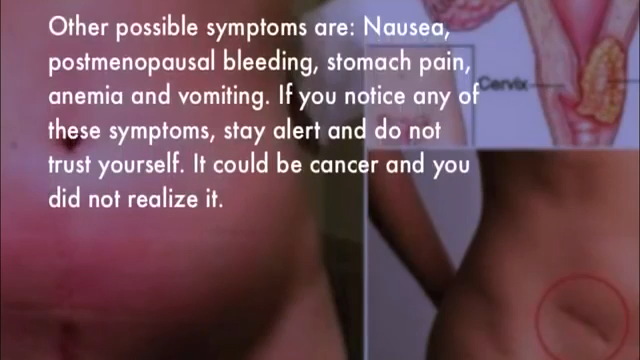 Other possible symptoms are: Nausea,
postmenopausal bleeding, stomach pain,
anemia and vomiting. If you notice any of
these symptoms, stay alert and do not
trust yourself. It could be cancer and you
did not realize it.
Cervix